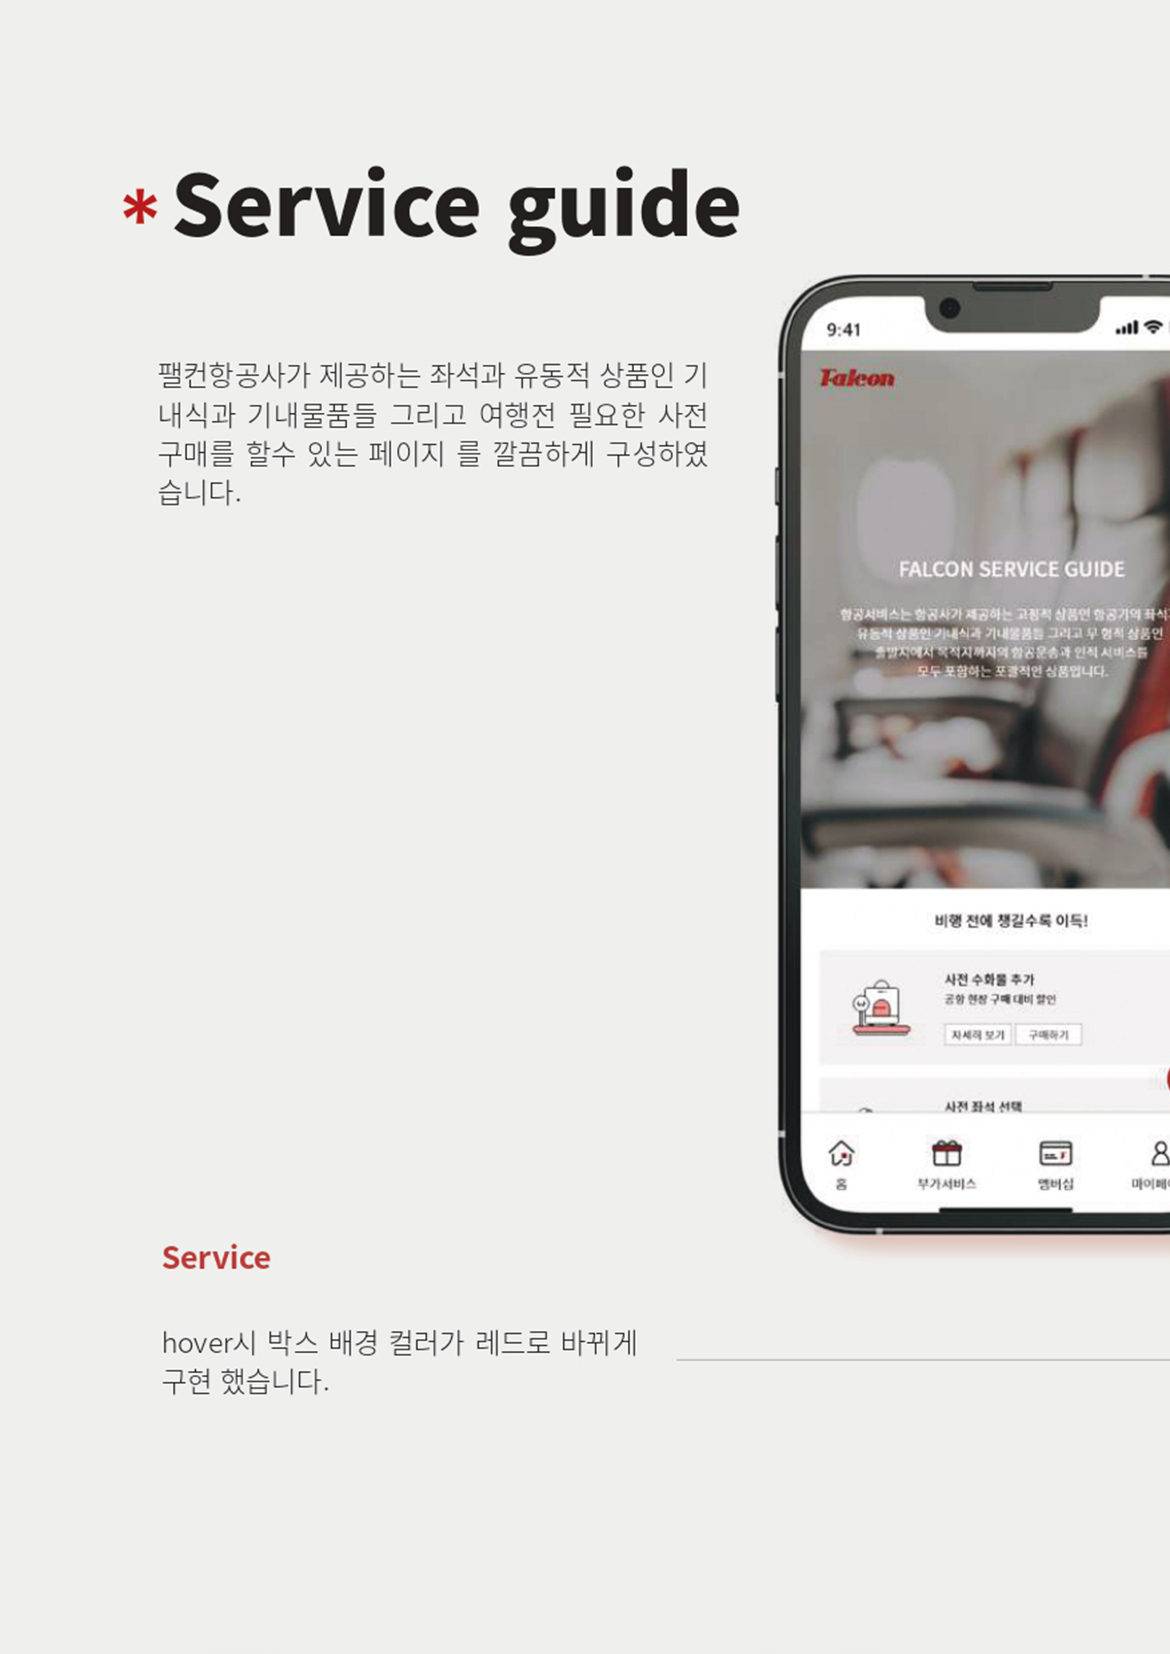 * Service guide
팰컨항공사가 제공하는 좌석과 유동적 상품인 기
내식과 기내물품들 그리고 여행전 필요한 사전
구매를 할수 있는 페이지 를 깔끔하게 구성하였
습니다.
9:41
Falcon
FALCON SERVICE GUIDE
항공서비스는 항공사가 제공하는 고정적 상품인 항공기의 좌석
유동적 상품인 기내식과 기내물품들 그리고 무 형적 상품인
출발지에서 목적지까지의 항공운송과 인적 서비스를
모두 포함하는 포괄적인 상품입니다.
비행 전에 챙길수록 이득!
사전 수화물 추가
공항 현장 구매 대비 할인
자세히 보기 구매하기
사전 좌석 선택
홈 부가서비스 멤버십 마이페
Service
hover시 박스 배경 컬러가 레드로 바뀌게
구현 했습니다.